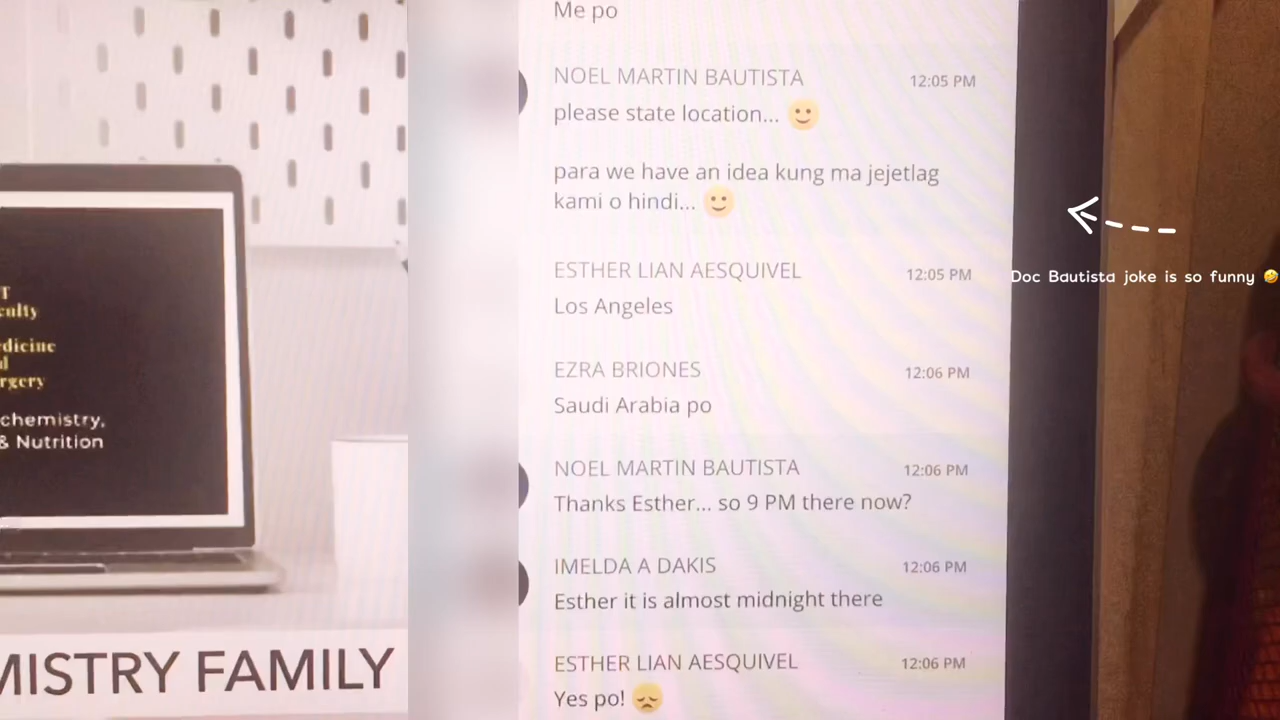 T
culty
dicine
l
rgery
chemistry,
& Nutrition
MISTRY FAMILY
Me po
NOEL MARTIN BAUTISTA 12:05 PM
please state location... 🙂
para we have an idea kung ma jejetlag
kami o hindi... 🙂
ESTHER LIAN AESQUIVEL 12:05 PM
Los Angeles
EZRA BRIONES 12:06 PM
Saudi Arabia po
NOEL MARTIN BAUTISTA 12:06 PM
Thanks Esther... so 9 PM there now?
IMELDA A DAKIS 12:06 PM
Esther it is almost midnight there
ESTHER LIAN AESQUIVEL 12:06 PM
Yes po! 😞
Doc Bautista joke is so funny 🤣